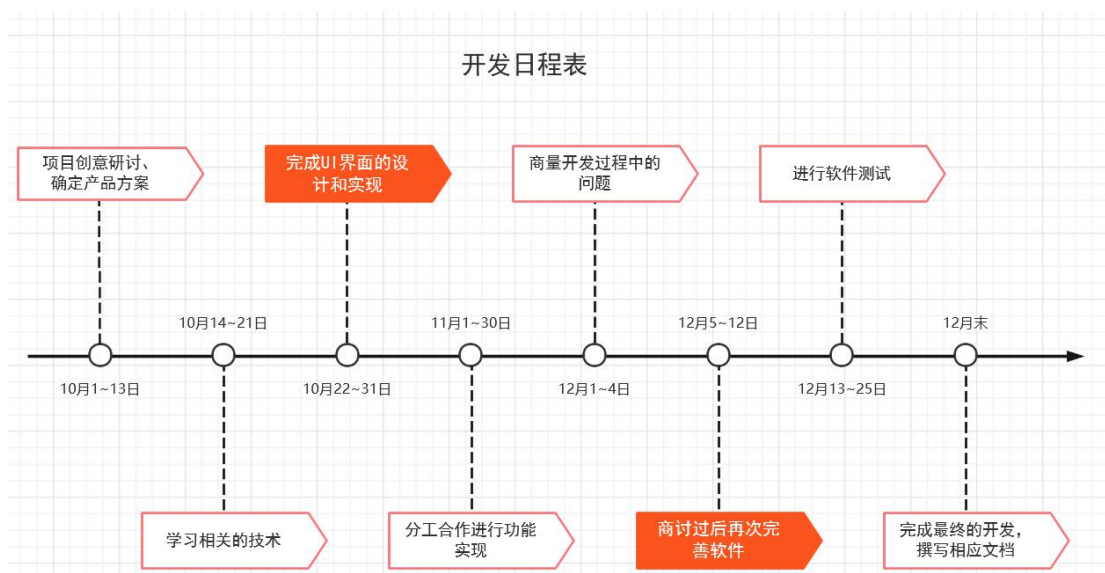 开发日程表
项目创意研讨、
确定产品方案
完成UI界面的设
计和实现
商量开发过程中的
问题
进行软件测试
10月14~21日
11月1~30日
12月5~12日
12月末
10月1~13日
10月22~31日
12月1~4日
12月13~25日
学习相关的技术
分工合作进行功能
实现
商讨过后再次完
善软件
完成最终的开发，
撰写相应文档